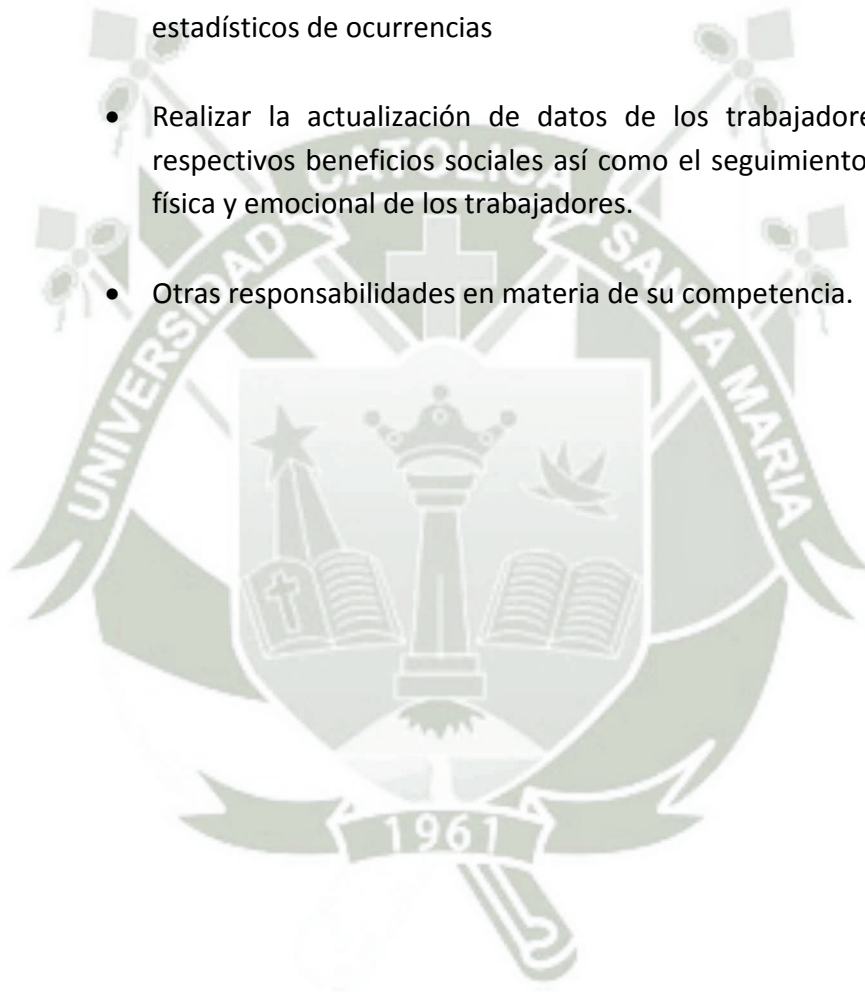 estadísticos de ocurrencias
• Realizar la actualización de datos de los
respectivos beneficios sociales así como el seguimiento
física y emocional de los trabajadores.
• Otras responsabilidades en materia de su competencia.
UNIVERSIDAD CATOLICA SANTA MARIA
1961